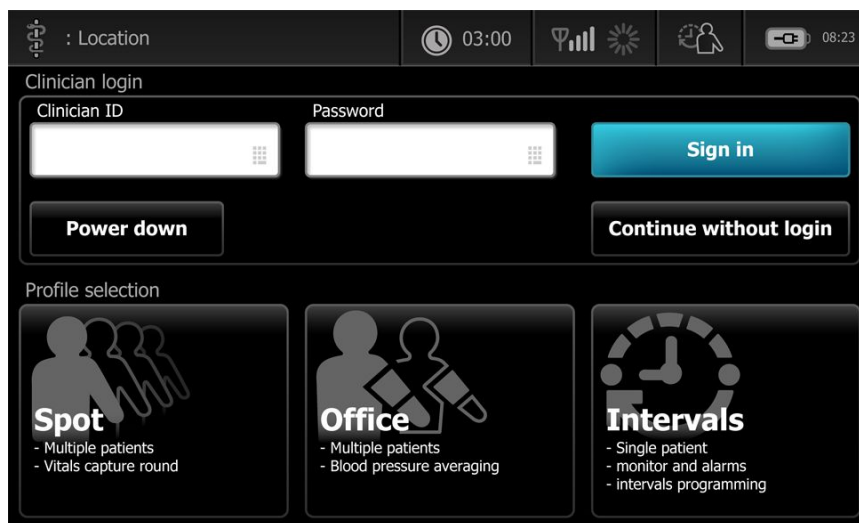 : Location
03:00
08:23
Clinician login
Clinician ID
Password
Sign in
Power down
Continue without login
Profile selection
Spot
- Multiple patients
- Vitals capture round
Office
- Multiple patients
- Blood pressure averaging
Intervals
- Single patient
- monitor and alarms
- intervals programming